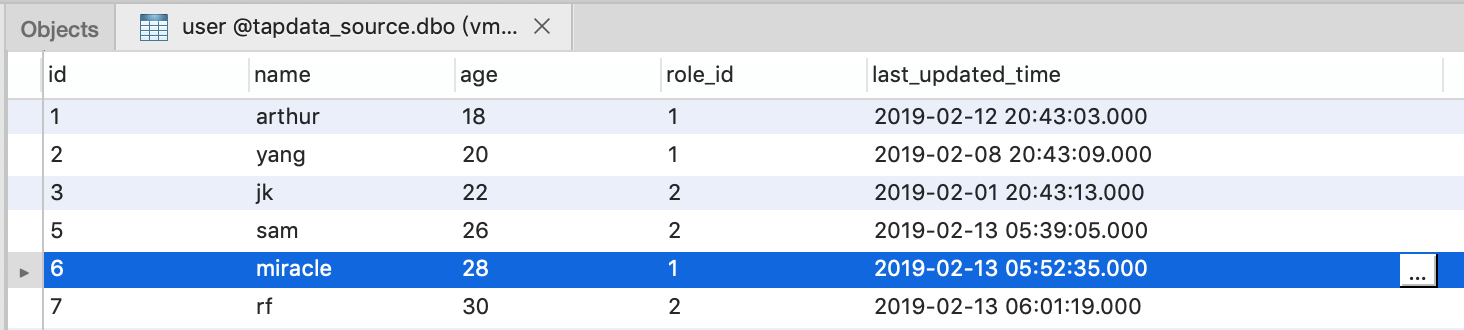 Objects user @tapdata_source.dbo (vm...
id name age role_id last_updated_time
1 arthur 18 1 2019-02-12 20:43:03.000
2 yang 20 1 2019-02-08 20:43:09.000
3 jk 22 2 2019-02-01 20:43:13.000
5 sam 26 2 2019-02-13 05:39:05.000
6 miracle 28 1 2019-02-13 05:52:35.000 ...
7 rf 30 2 2019-02-13 06:01:19.000